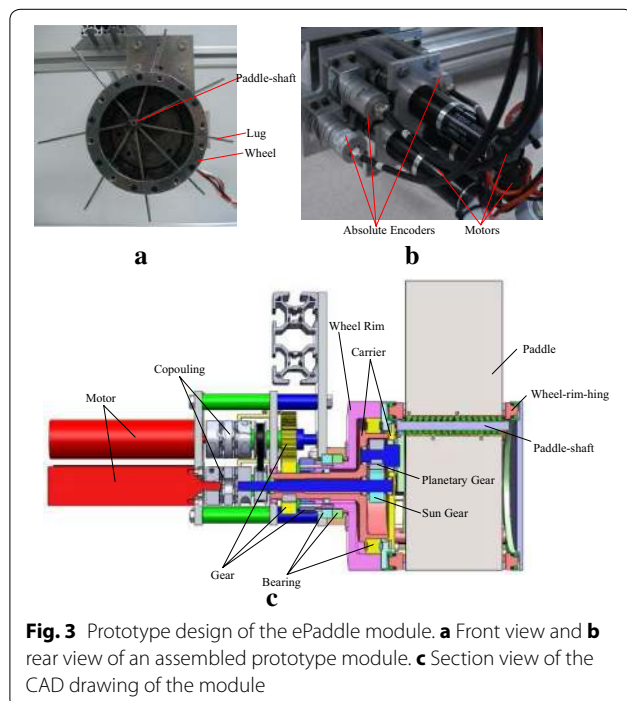 Paddle-shaft
Lug
Wheel
a
Absolute Encoders
Motors
b
Wheel Rim
Carrier
Paddle
Copouling
Motor
Wheel-rim-hing
Paddle-shaft
Planetary Gear
Sun Gear
Gear
Bearing
c
Fig. 3 Prototype design of the ePaddle module. a Front view and b
rear view of an assembled prototype module. c Section view of the
CAD drawing of the module